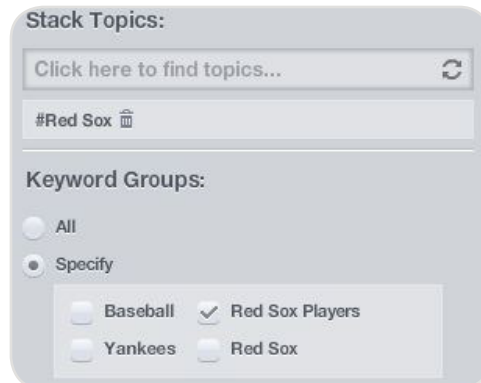 Stack Topics:
Click here to find topics...
#Red Sox
Keyword Groups:
All
Specify
Baseball Red Sox Players
Yankees Red Sox